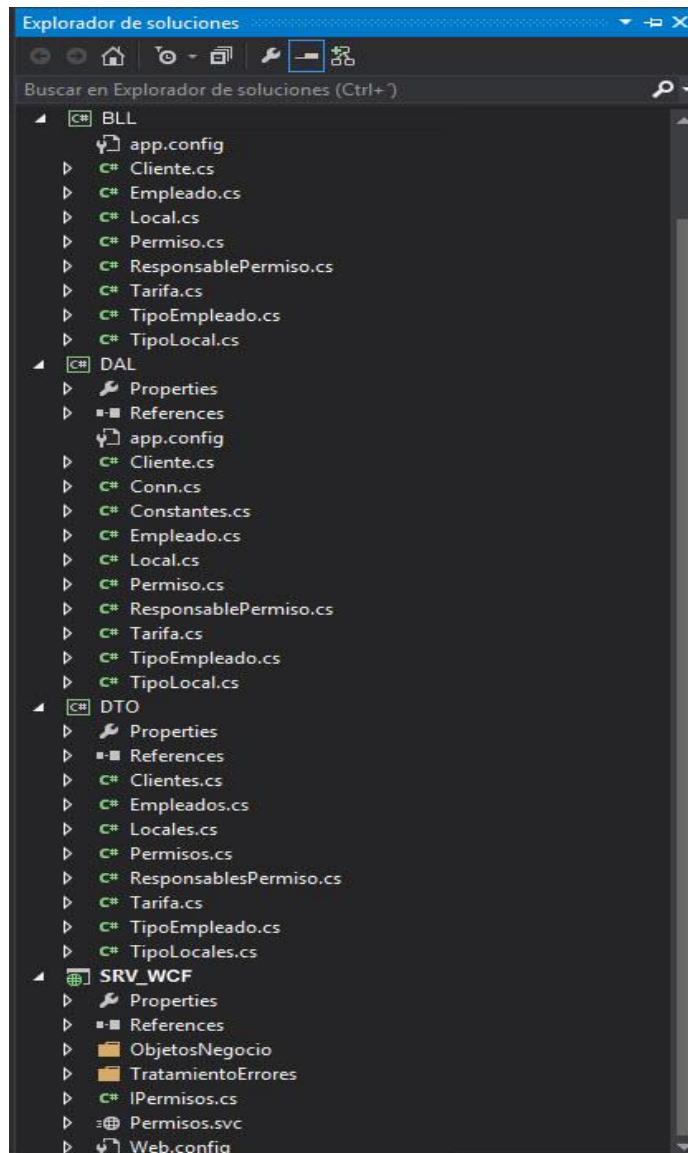 Explorador de soluciones
Buscar en Explorador de soluciones (Ctrl+´)
C# BLL
app.config
C# Cliente.cs
C# Empleado.cs
C# Local.cs
C# Permiso.cs
C# ResponsablePermiso.cs
C# Tarifa.cs
C# TipoEmpleado.cs
C# TipoLocal.cs
C# DAL
Properties
References
app.config
C# Cliente.cs
C# Conn.cs
C# Constantes.cs
C# Empleado.cs
C# Local.cs
C# Permiso.cs
C# ResponsablePermiso.cs
C# Tarifa.cs
C# TipoEmpleado.cs
C# TipoLocal.cs
C# DTO
Properties
References
C# Clientes.cs
C# Empleados.cs
C# Locales.cs
C# Permisos.cs
C# ResponsablesPermiso.cs
C# Tarifa.cs
C# TipoEmpleado.cs
C# TipoLocales.cs
SRV_WCF
Properties
References
ObjetosNegocio
TratamientoErrores
C# IPermisos.cs
Permisos.svc
Web.config